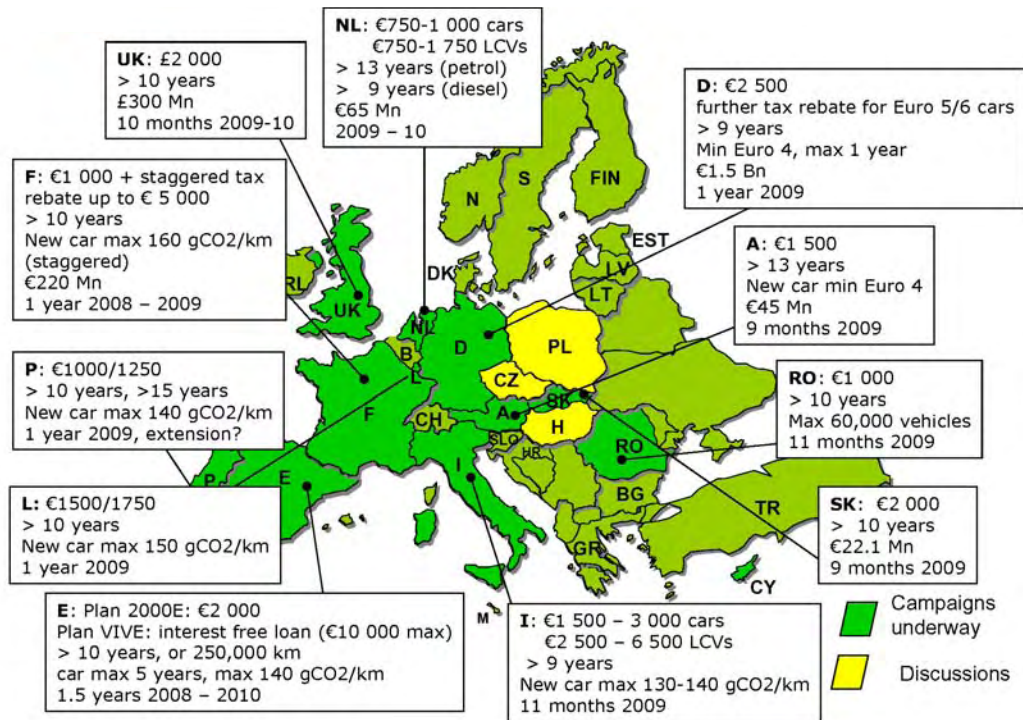 UK: £2 000
> 10 years
£300 Mn
10 months 2009-10
NL: €750-1 000 cars
€750-1 750 LCVs
> 13 years (petrol)
> 9 years (diesel)
€65 Mn
2009 – 10
D: €2 500
further tax rebate for Euro 5/6 cars
> 9 years
Min Euro 4, max 1 year
€1.5 Bn
1 year 2009
F: €1 000 + staggered tax
rebate up to € 5 000
> 10 years
New car max 160 gCO2/km
(staggered)
€220 Mn
1 year 2008 – 2009
A: €1 500
> 13 years
New car min Euro 4
€45 Mn
9 months 2009
P: €1000/1250
> 10 years, >15 years
New car max 140 gCO2/km
1 year 2009, extension?
RO: €1 000
> 10 years
Max 60,000 vehicles
11 months 2009
L: €1500/1750
> 10 years
New car max 150 gCO2/km
1 year 2009
SK: €2 000
> 10 years
€22.1 Mn
9 months 2009
E: Plan 2000E: €2 000
Plan VIVE: interest free loan (€10 000 max)
> 10 years, or 250,000 km
car max 5 years, max 140 gCO2/km
1.5 years 2008 – 2010
I: €1 500 – 3 000 cars
€2 500 – 6 500 LCVs
> 9 years
New car max 130-140 gCO2/km
11 months 2009
Campaigns
underway
Discussions
N
S
FIN
EST
LV
LT
DK
RL
UK
NL
B
L
D
PL
CZ
SK
F
CH
A
H
SLO
HR
RO
P
E
I
BG
GR
TR
M
CY